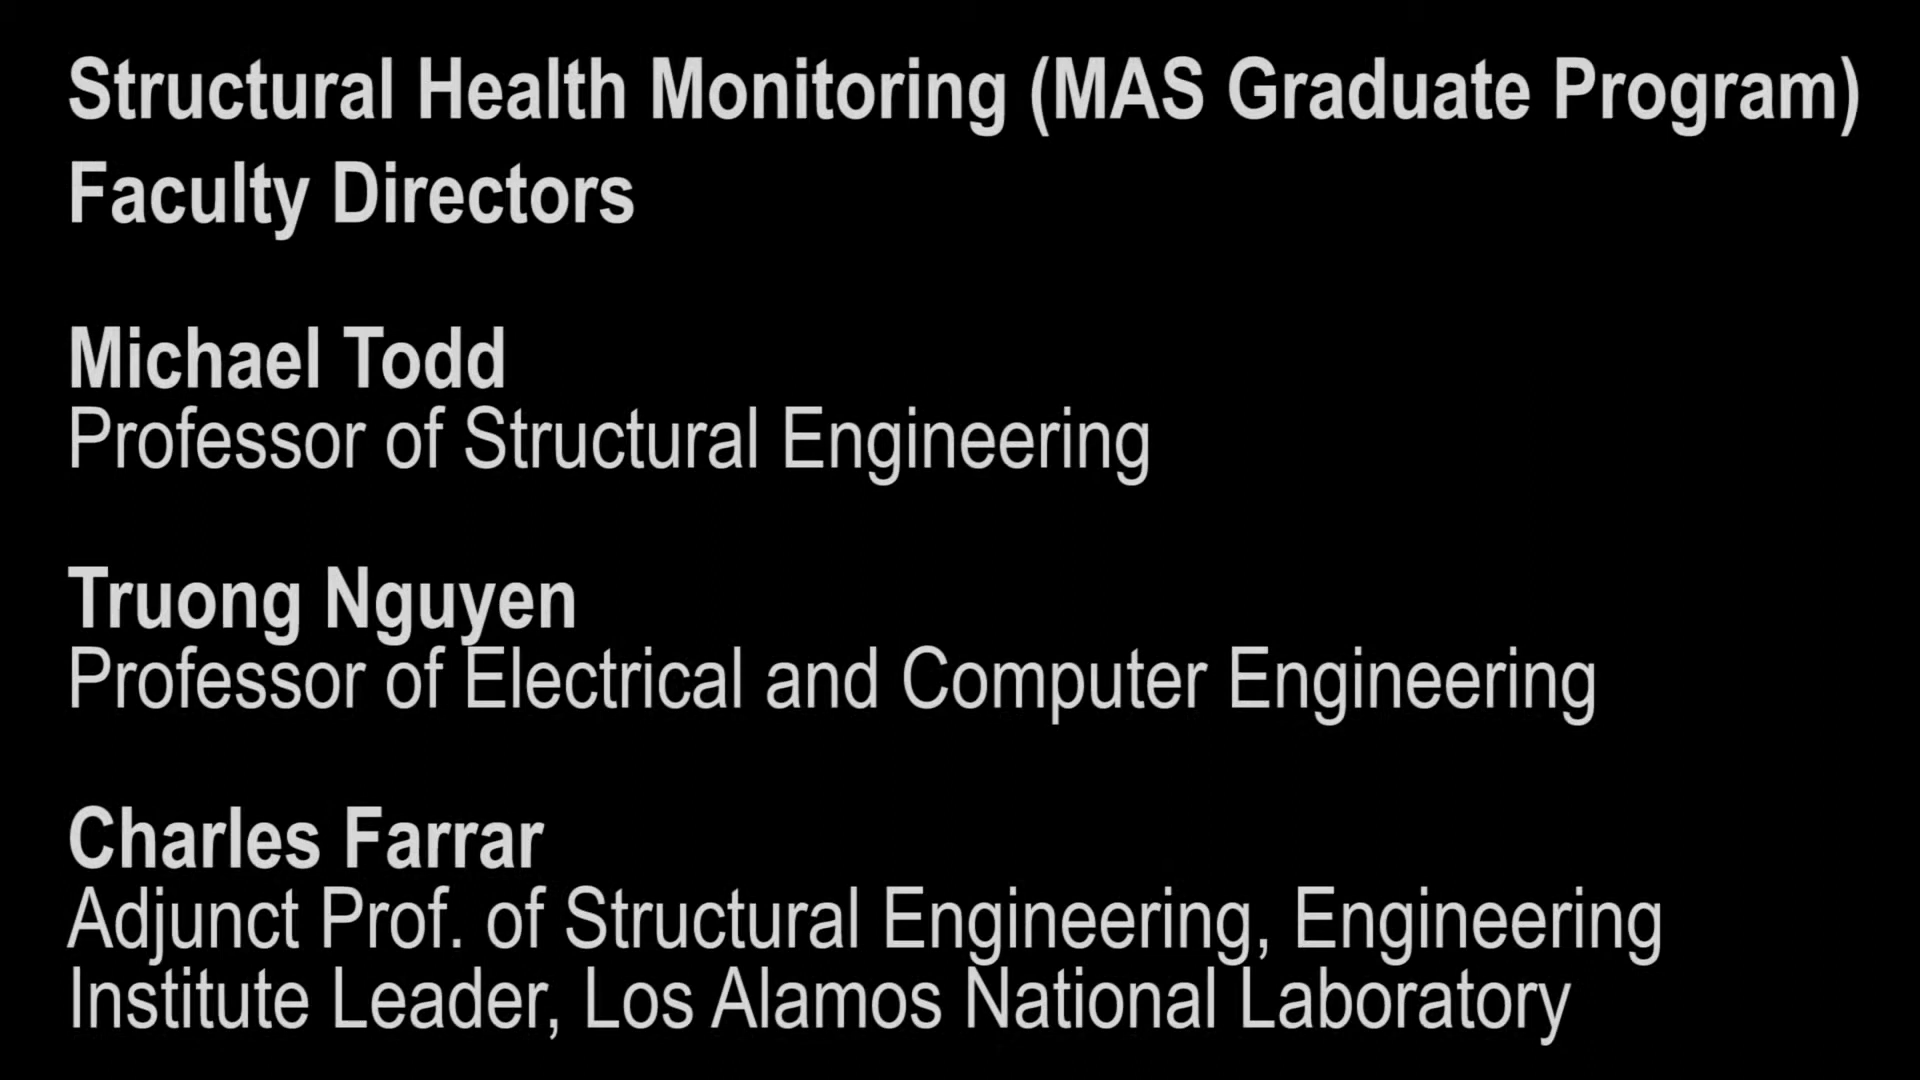 Structural Health Monitoring (MAS Graduate Program)
Faculty Directors
Michael Todd
Professor of Structural Engineering
Truong Nguyen
Professor of Electrical and Computer Engineering
Charles Farrar
Adjunct Prof. of Structural Engineering, Engineering
Institute Leader, Los Alamos National Laboratory